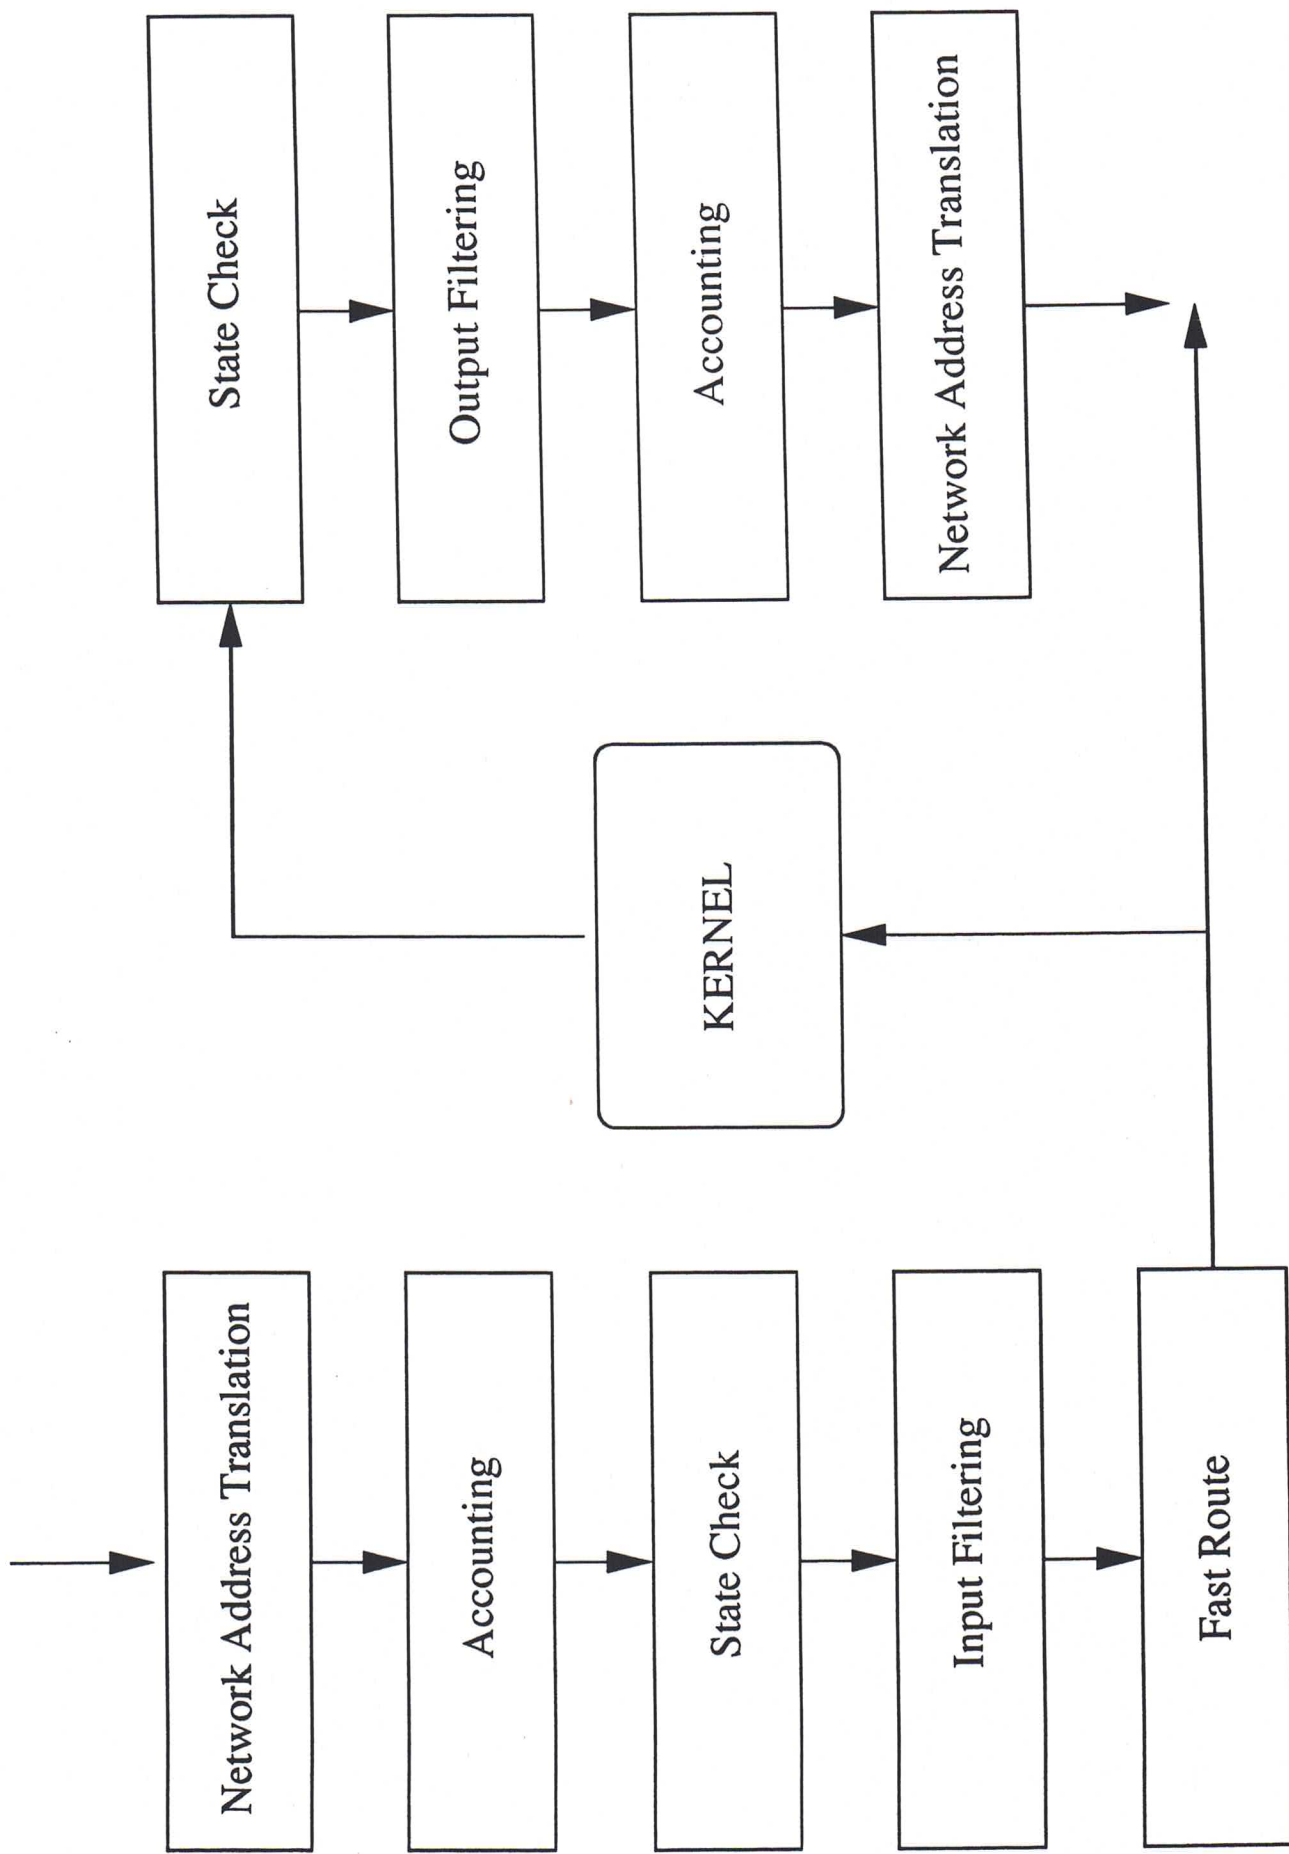 Network Address Translation
Accounting
State Check
Input Filtering
Fast Route
KERNEL
State Check
Output Filtering
Accounting
Network Address Translation